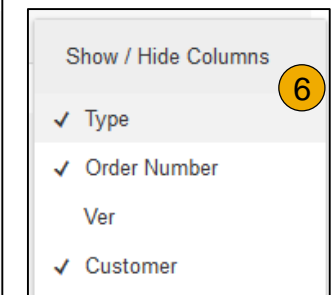 Show / Hide Columns
6
✓ Type
✓ Order Number
Ver
✓ Customer